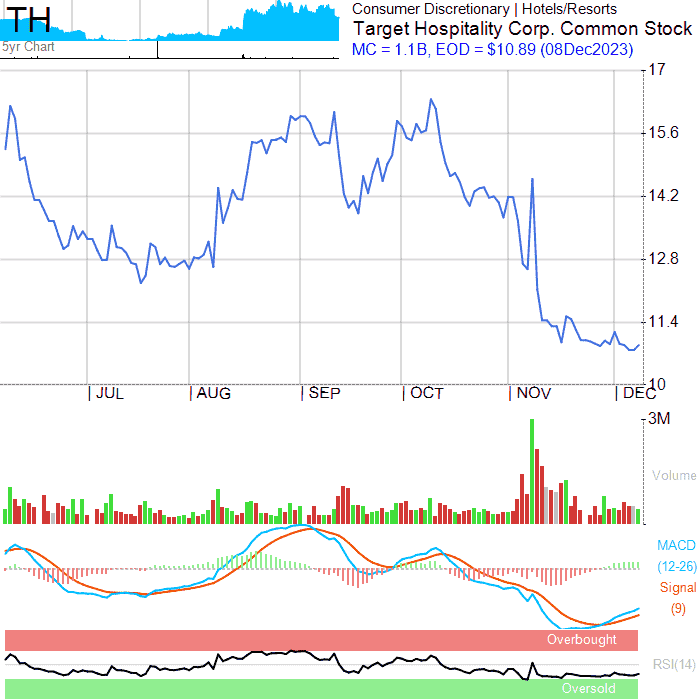 TH
5yr Chart
Consumer Discretionary | Hotels/Resorts
Target Hospitality Corp. Common Stock
MC = 1.1B, EOD = $10.89 (08Dec2023)
17
15.6
14.2
12.8
11.4
10
JUL AUG SEP OCT NOV DEC
3M
Volume
MACD
(12-26)
Signal
(9)
Overbought
RSI(14)
Oversold